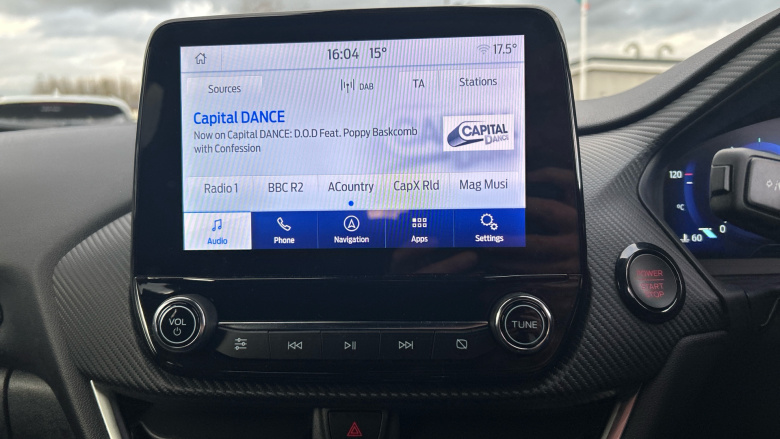 16:04 15° 17.5°
Sources DAB TA Stations
Capital DANCE
Now on Capital DANCE: D.O.D Feat. Poppy Baskcomb
with Confession
CAPITAL
DANCE
Radio 1 BBC R2 ACountry CapX Rld Mag Musi
Audio Phone Navigation Apps Settings
VOL
TUNE
POWER
START
STOP
120
°C
60
0